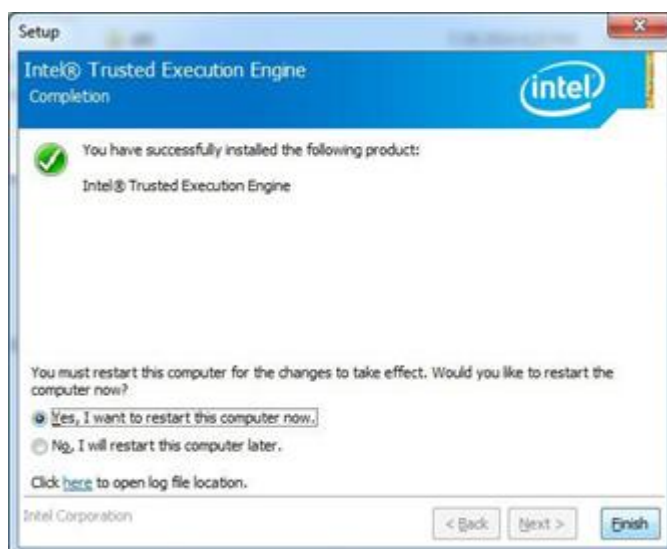 Setup
Intel® Trusted Execution Engine
Completion
intel
You have successfully installed the following product:
Intel® Trusted Execution Engine
You must restart this computer for the changes to take effect. Would you like to restart the
computer now?
Yes, I want to restart this computer now.
No, I will restart this computer later.
Click here to open log file location.
Intel Corporation
< Back Next > Finish